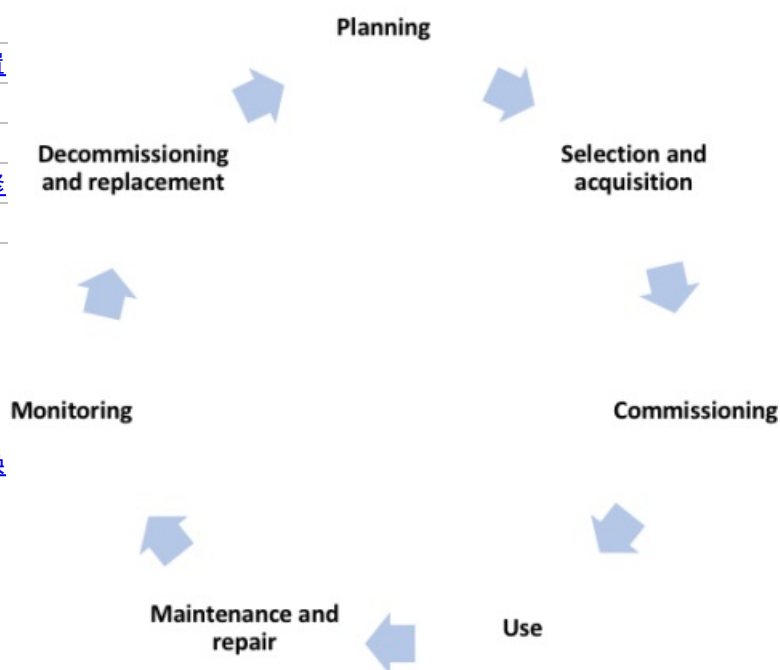 Planning
Selection and
acquisition
Commissioning
Use
Maintenance and
repair
Monitoring
Decommissioning
and replacement